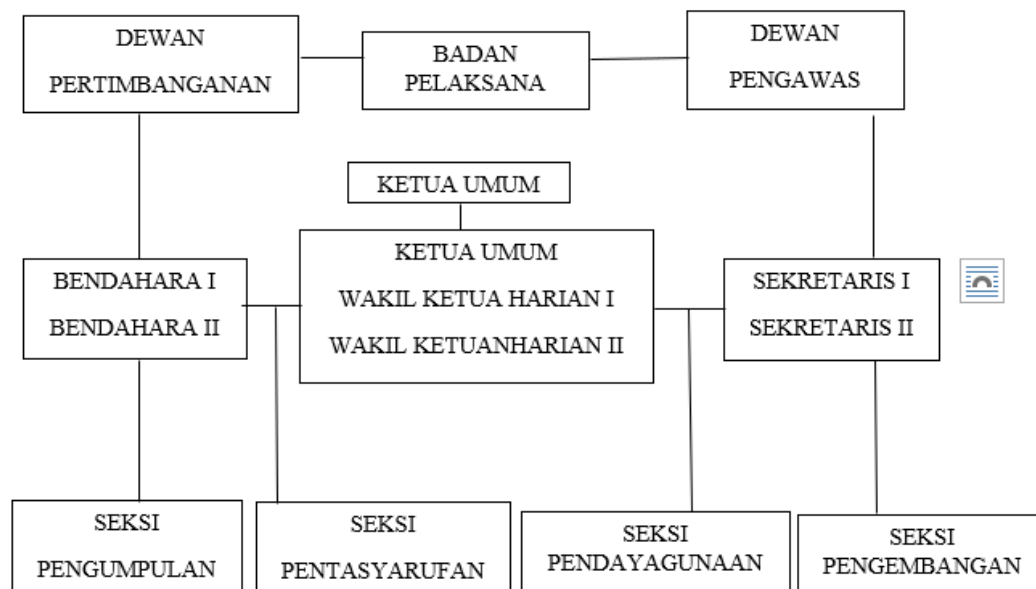 DEWAN
PERTIMBANGANAN
BADAN
PELAKSANA
DEWAN
PENGAWAS
KETUA UMUM
BENDAHARA I
BENDAHARA II
KETUA UMUM
WAKIL KETUA HARIAN I
WAKIL KETUANHARIAN II
SEKRETARIS I
SEKRETARIS II
SEKSI
PENGUMPULAN
SEKSI
PENTASYARUFAN
SEKSI
PENDAYAGUNAAN
SEKSI
PENGEMBANGAN